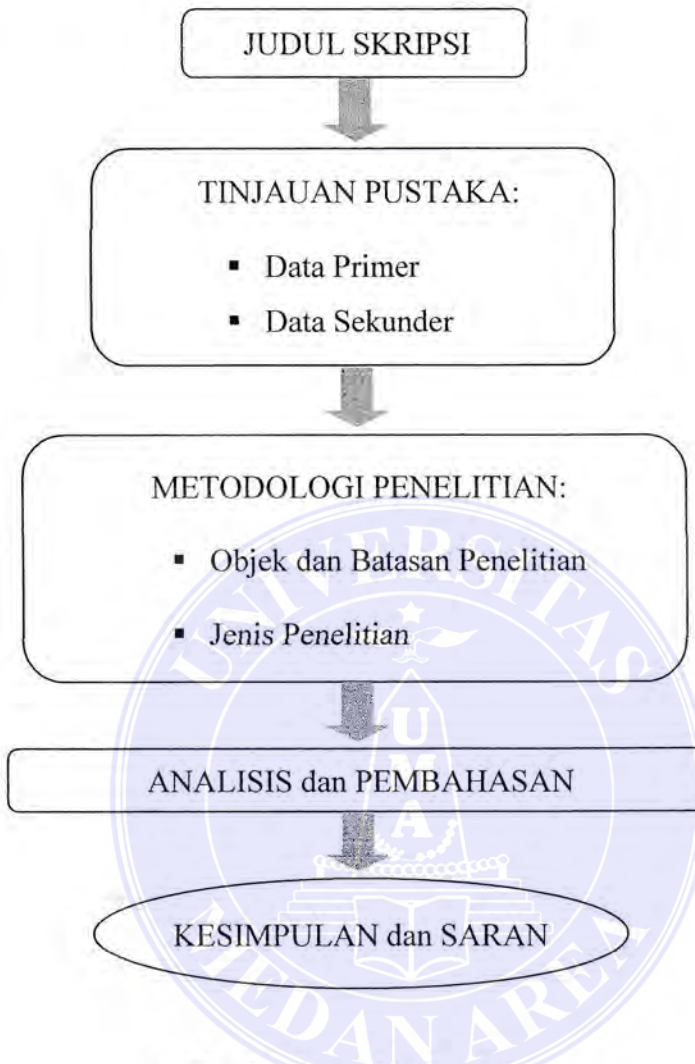 JUDUL SKRIPSI
TINJAUAN PUSTAKA:
▪ Data Primer
▪ Data Sekunder
METODOLOGI PENELITIAN:
▪ Objek dan Batasan Penelitian
▪ Jenis Penelitian
ANALISIS dan PEMBAHASAN
KESIMPULAN dan SARAN
UNIVERSITAS
UMA
MEDAN AREA